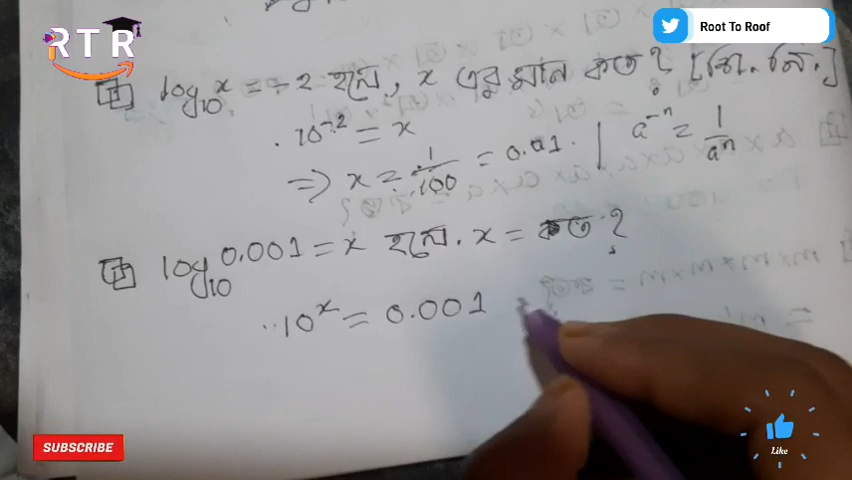 RTR
Root To Roof
log₁₀x = -2 হলে, x এর মান কত? [শি. নি.]
10⁻² = x
⇒ x = 1/100 = 0.01 | a⁻ⁿ = 1/aⁿ
log₁₀0.001 = x হলে. x = কত?
10ˣ = 0.001
SUBSCRIBE
Like